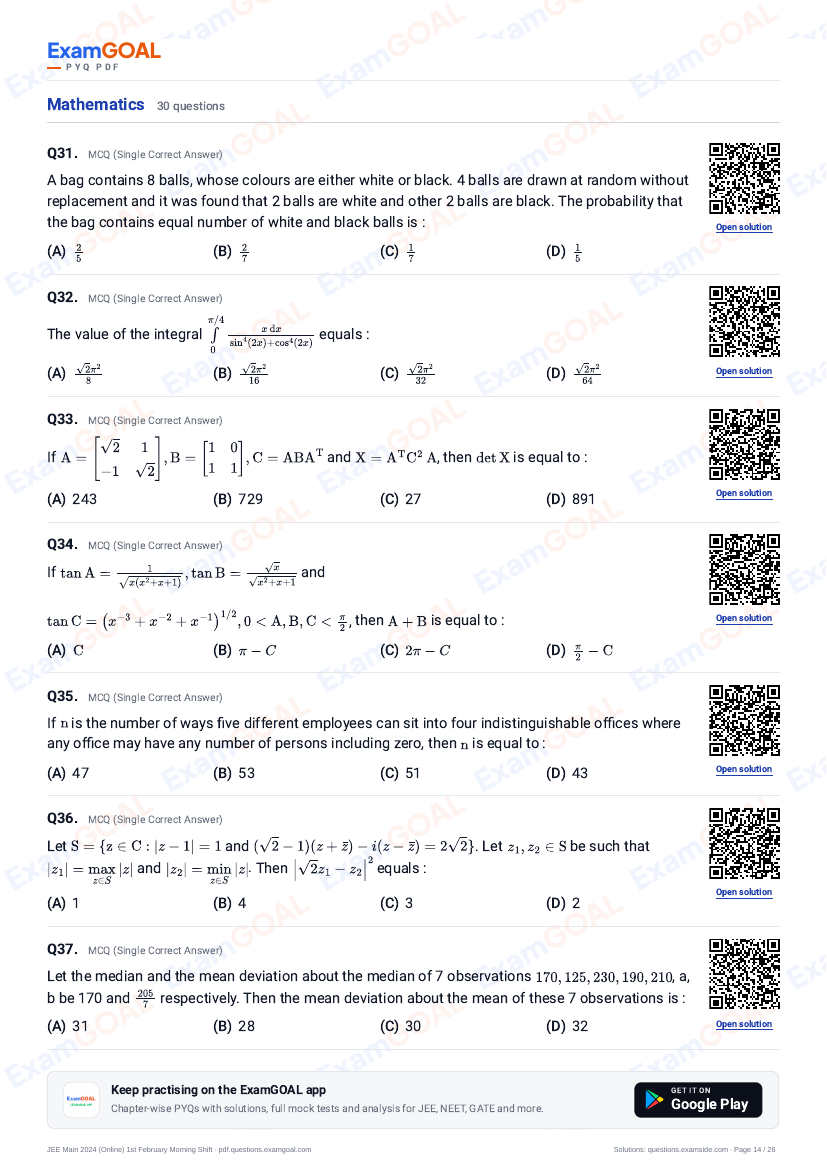 ExamGOAL
PYQ PDF
Mathematics 30 questions
Q31. MCQ (Single Correct Answer)
A bag contains 8 balls, whose colours are either white or black. 4 balls are drawn at random without
replacement and it was found that 2 balls are white and other 2 balls are black. The probability that
the bag contains equal number of white and black balls is :
Open solution
(A) 2/5 (B) 2/7 (C) 1/7 (D) 1/5
Q32. MCQ (Single Correct Answer)
The value of the integral ∫₀^{π/4} x dx / (sin⁴(2x)+cos⁴(2x)) equals :
Open solution
(A) √2π²/8 (B) √2π²/16 (C) √2π²/32 (D) √2π²/64
Q33. MCQ (Single Correct Answer)
If A = [√2 1; −1 √2], B = [1 0; 1 1], C = ABAᵀ and X = AᵀC² A, then det X is equal to :
Open solution
(A) 243 (B) 729 (C) 27 (D) 891
Q34. MCQ (Single Correct Answer)
If tan A = 1/√(x(x²+x+1)), tan B = √x/√(x²+x+1) and
tan C = (x⁻³ + x⁻² + x⁻¹)^{1/2}, 0 < A, B, C < π/2, then A + B is equal to :
Open solution
(A) C (B) π − C (C) 2π − C (D) π/2 − C
Q35. MCQ (Single Correct Answer)
If n is the number of ways five different employees can sit into four indistinguishable offices where
any office may have any number of persons including zero, then n is equal to :
Open solution
(A) 47 (B) 53 (C) 51 (D) 43
Q36. MCQ (Single Correct Answer)
Let S = {z ∈ C : |z − 1| = 1 and (√2 − 1)(z + z̄) − i(z − z̄) = 2√2}. Let z₁, z₂ ∈ S be such that
|z₁| = max_{z∈S} |z| and |z₂| = min_{z∈S} |z|. Then |√2z₁ − z₂|² equals :
Open solution
(A) 1 (B) 4 (C) 3 (D) 2
Q37. MCQ (Single Correct Answer)
Let the median and the mean deviation about the median of 7 observations 170, 125, 230, 190, 210, a,
b be 170 and 205/7 respectively. Then the mean deviation about the mean of these 7 observations is :
Open solution
(A) 31 (B) 28 (C) 30 (D) 32
Keep practising on the ExamGOAL app
Chapter-wise PYQs with solutions, full mock tests and analysis for JEE, NEET, GATE and more.
GET IT ON
Google Play
JEE Main 2024 (Online) 1st February Morning Shift · pdf.questions.examgoal.com
Solutions: questions.examside.com · Page 14 / 26